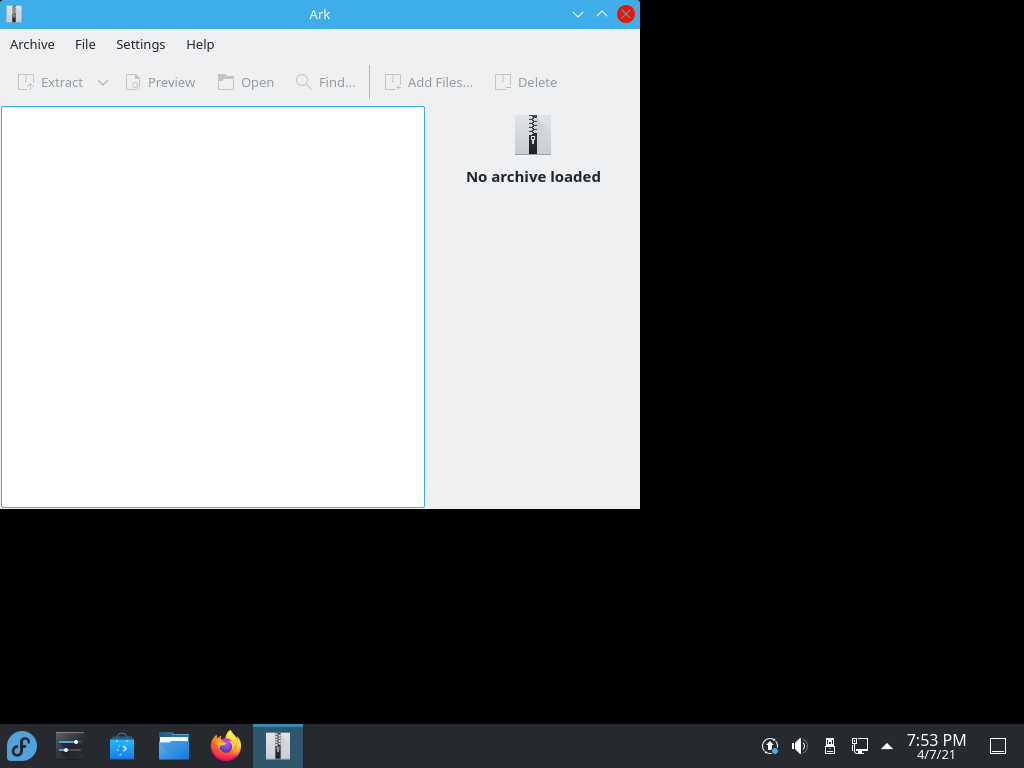 Ark
Archive File Settings Help
Extract Preview Open Find... Add Files... Delete
No archive loaded
7:53 PM
4/7/21